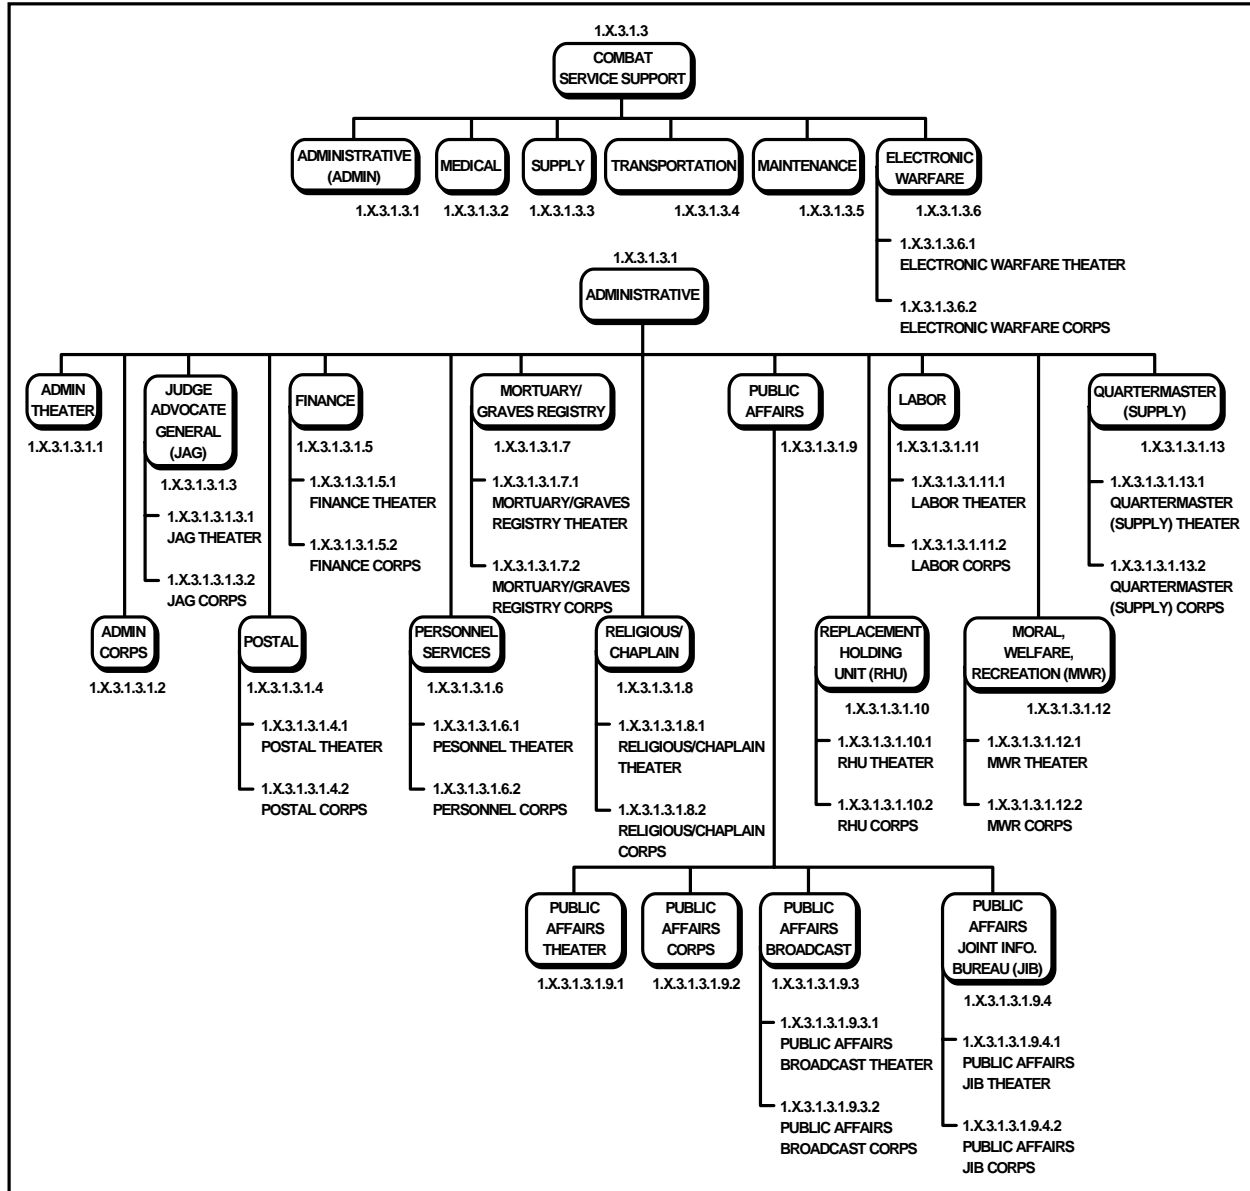 1.X.3.1.3
COMBAT
SERVICE SUPPORT
ADMINISTRATIVE
(ADMIN)
1.X.3.1.3.1
MEDICAL
1.X.3.1.3.2
SUPPLY
1.X.3.1.3.3
TRANSPORTATION
1.X.3.1.3.4
MAINTENANCE
1.X.3.1.3.5
ELECTRONIC
WARFARE
1.X.3.1.3.6
1.X.3.1.3.6.1
ELECTRONIC WARFARE THEATER
1.X.3.1.3.6.2
ELECTRONIC WARFARE CORPS
1.X.3.1.3.1
ADMINISTRATIVE
ADMIN
THEATER
1.X.3.1.3.1.1
JUDGE
ADVOCATE
GENERAL
(JAG)
1.X.3.1.3.1.3
1.X.3.1.3.1.3.1
JAG THEATER
1.X.3.1.3.1.3.2
JAG CORPS
FINANCE
1.X.3.1.3.1.5
1.X.3.1.3.1.5.1
FINANCE THEATER
1.X.3.1.3.1.5.2
FINANCE CORPS
MORTUARY/
GRAVES REGISTRY
1.X.3.1.3.1.7
1.X.3.1.3.1.7.1
MORTUARY/GRAVES
REGISTRY THEATER
1.X.3.1.3.1.7.2
MORTUARY/GRAVES
REGISTRY CORPS
PUBLIC
AFFAIRS
1.X.3.1.3.1.9
LABOR
1.X.3.1.3.1.11
1.X.3.1.3.1.11.1
LABOR THEATER
1.X.3.1.3.1.11.2
LABOR CORPS
QUARTERMASTER
(SUPPLY)
1.X.3.1.3.1.13
1.X.3.1.3.1.13.1
QUARTERMASTER
(SUPPLY) THEATER
1.X.3.1.3.1.13.2
QUARTERMASTER
(SUPPLY) CORPS
ADMIN
CORPS
1.X.3.1.3.1.2
POSTAL
1.X.3.1.3.1.4
1.X.3.1.3.1.4.1
POSTAL THEATER
1.X.3.1.3.1.4.2
POSTAL CORPS
PERSONNEL
SERVICES
1.X.3.1.3.1.6
1.X.3.1.3.1.6.1
PESONNEL THEATER
1.X.3.1.3.1.6.2
PERSONNEL CORPS
RELIGIOUS/
CHAPLAIN
1.X.3.1.3.1.8
1.X.3.1.3.1.8.1
RELIGIOUS/CHAPLAIN
THEATER
1.X.3.1.3.1.8.2
RELIGIOUS/CHAPLAIN
CORPS
REPLACEMENT
HOLDING
UNIT (RHU)
1.X.3.1.3.1.10
1.X.3.1.3.1.10.1
RHU THEATER
1.X.3.1.3.1.10.2
RHU CORPS
MORAL,
WELFARE,
RECREATION (MWR)
1.X.3.1.3.1.12
1.X.3.1.3.1.12.1
MWR THEATER
1.X.3.1.3.1.12.2
MWR CORPS
PUBLIC
AFFAIRS
THEATER
1.X.3.1.3.1.9.1
PUBLIC
AFFAIRS
CORPS
1.X.3.1.3.1.9.2
PUBLIC
AFFAIRS
BROADCAST
1.X.3.1.3.1.9.3
1.X.3.1.3.1.9.3.1
PUBLIC AFFAIRS
BROADCAST THEATER
1.X.3.1.3.1.9.3.2
PUBLIC AFFAIRS
BROADCAST CORPS
PUBLIC
AFFAIRS
JOINT INFO.
BUREAU (JIB)
1.X.3.1.3.1.9.4
1.X.3.1.3.1.9.4.1
PUBLIC AFFAIRS
JIB THEATER
1.X.3.1.3.1.9.4.2
PUBLIC AFFAIRS
JIB CORPS